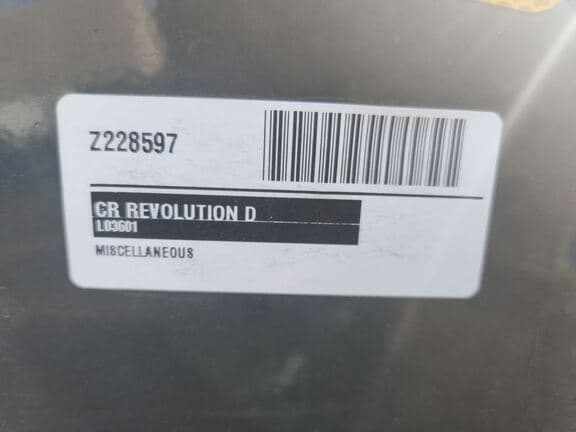 Z228597
CR REVOLUTION D
L03601
MISCELLANEOUS